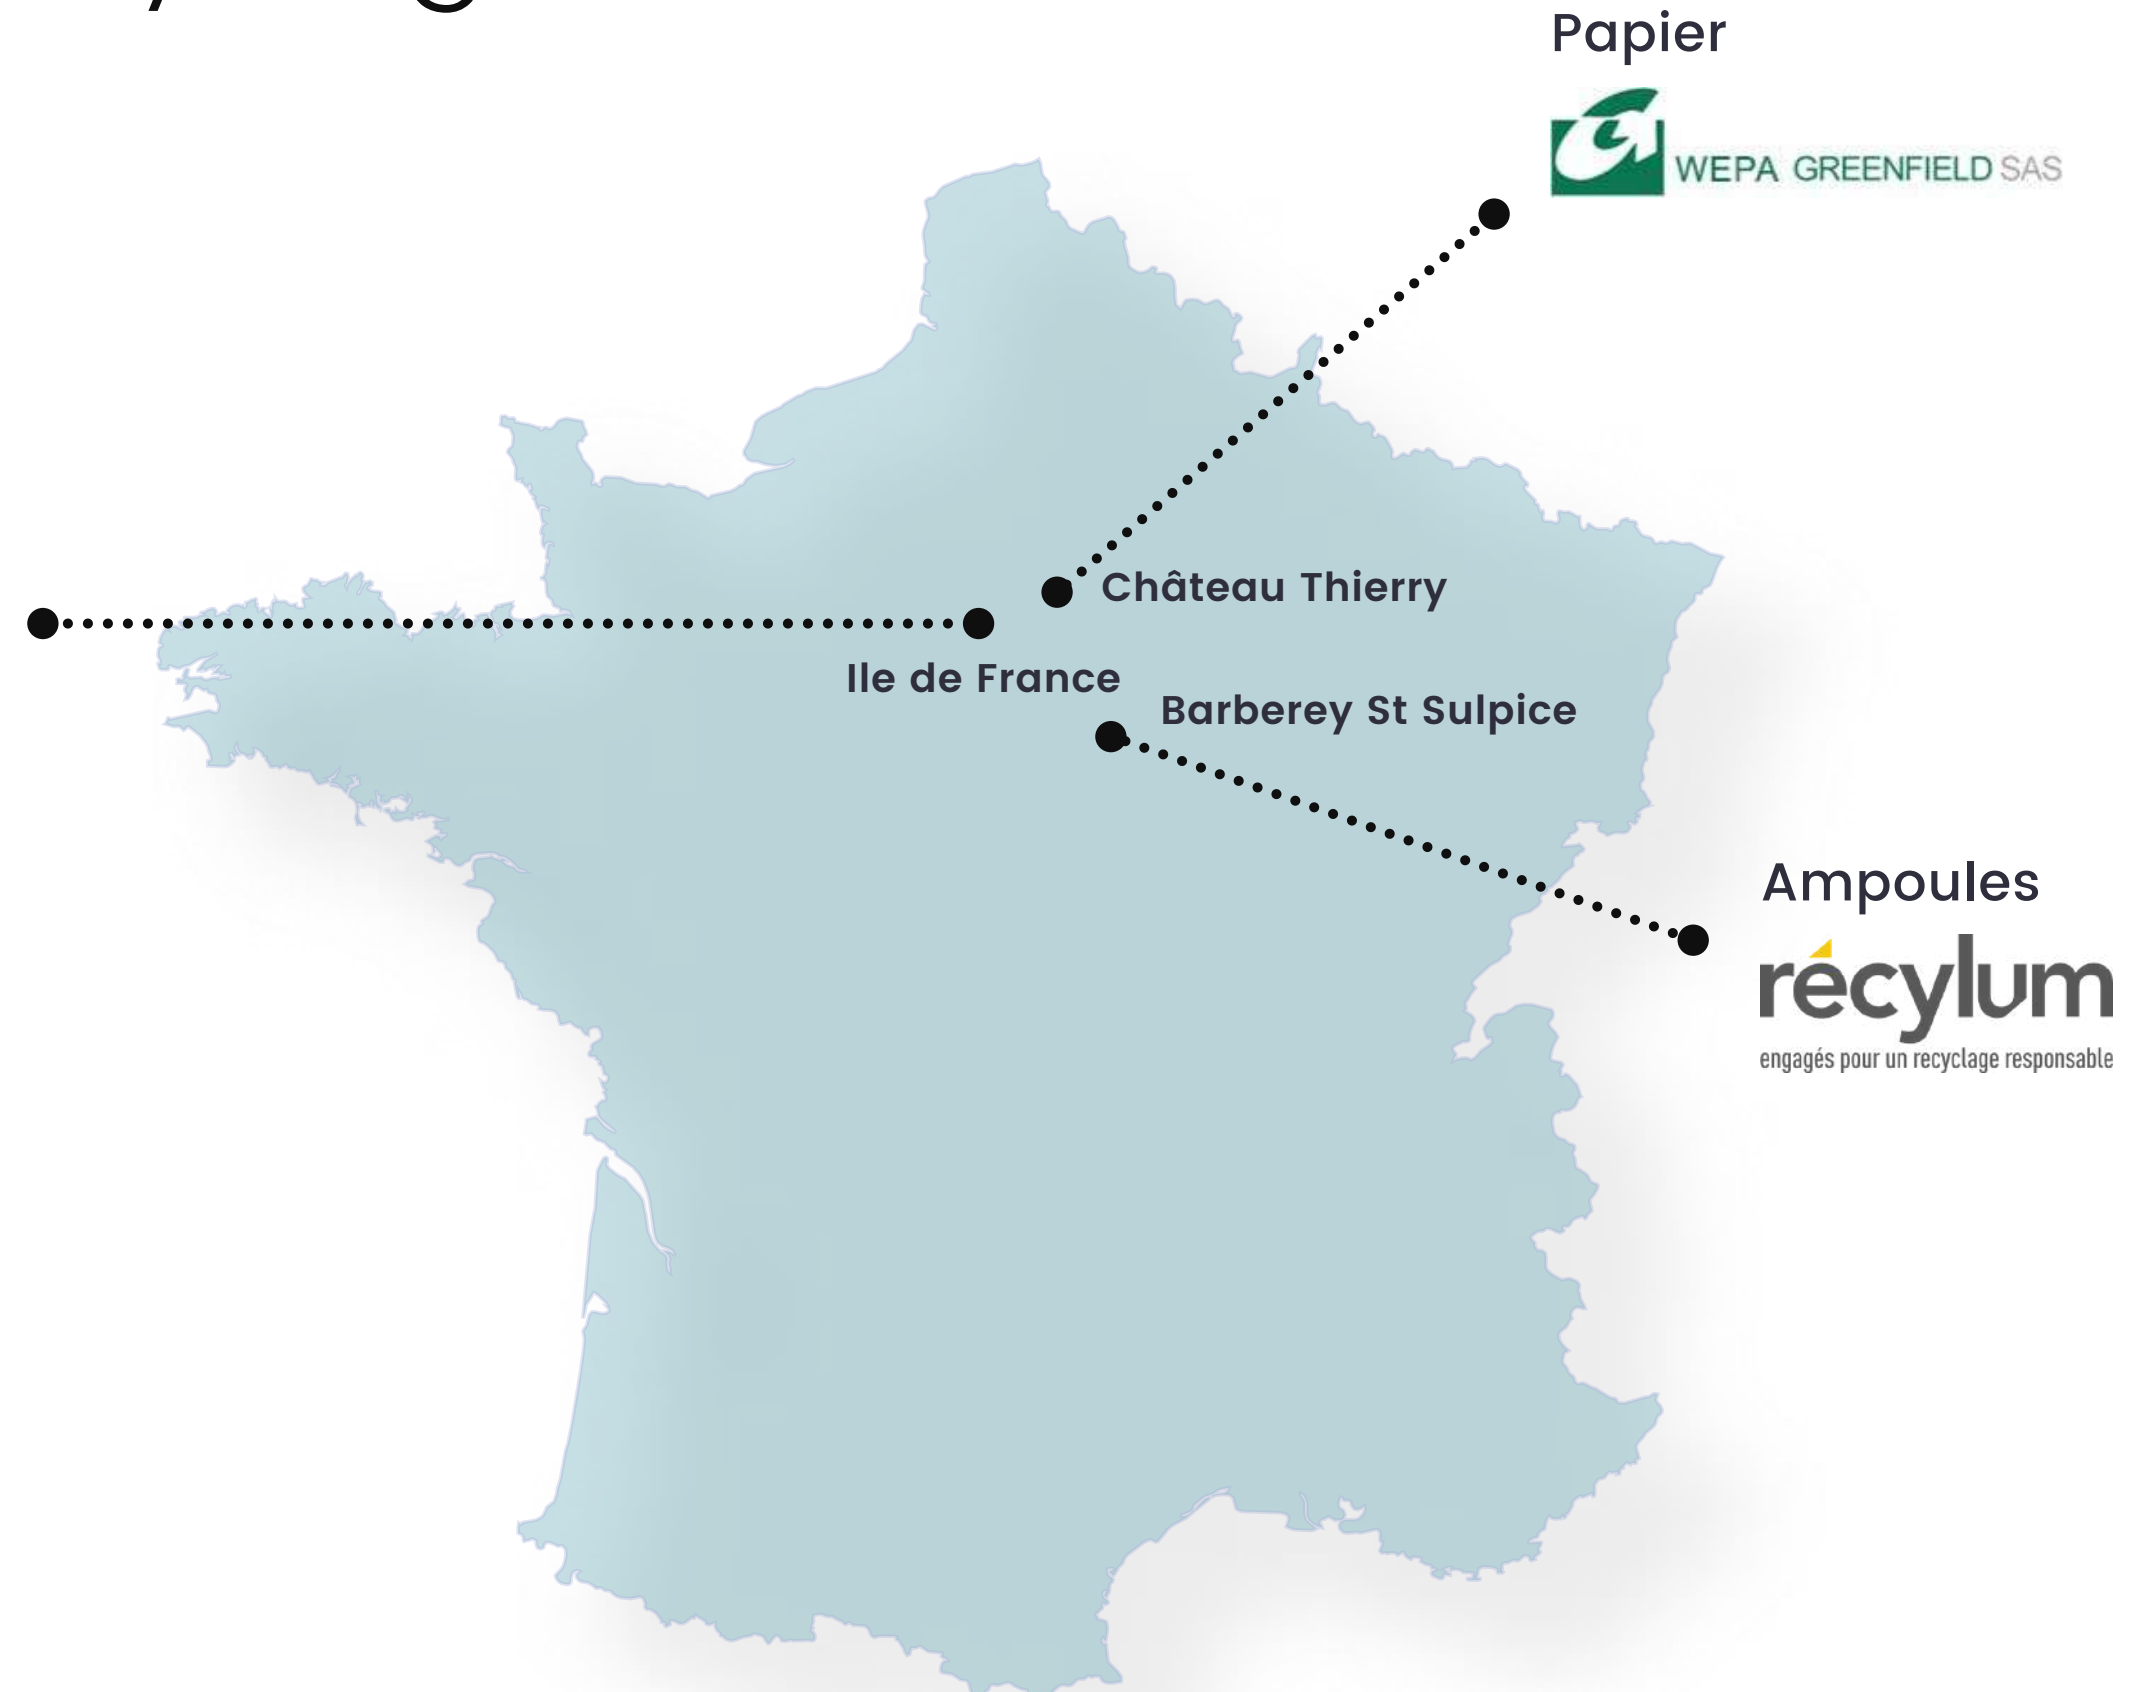 Papier
WEPA GREENFIELD SAS
Château Thierry
Ile de France
Barberey St Sulpice
Ampoules
récylum
engagés pour un recyclage responsable